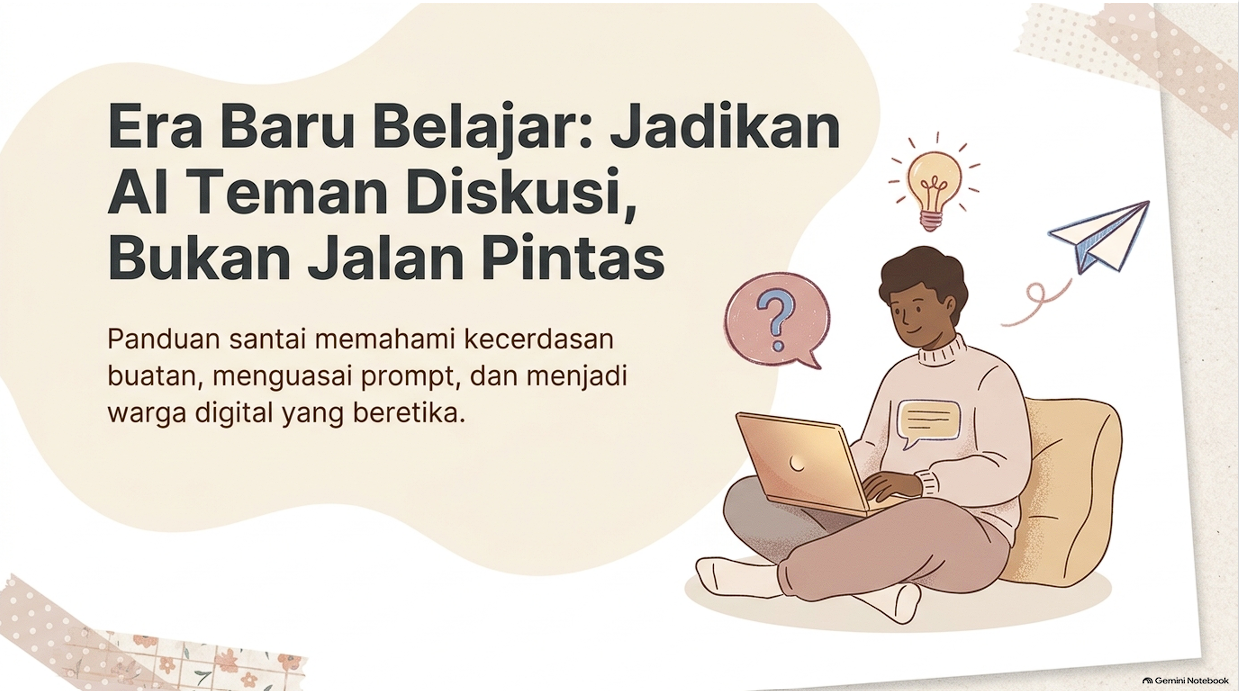 Era Baru Belajar: Jadikan
AI Teman Diskusi,
Bukan Jalan Pintas
Panduan santai memahami kecerdasan
buatan, menguasai prompt, dan menjadi
warga digital yang beretika.
?
Gemini Notebook